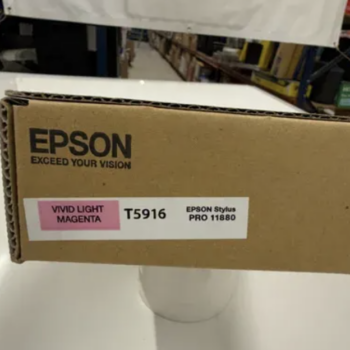 EPSON
EXCEED YOUR VISION
VIVID LIGHT
MAGENTA
T5916
EPSON Stylus
PRO 11880